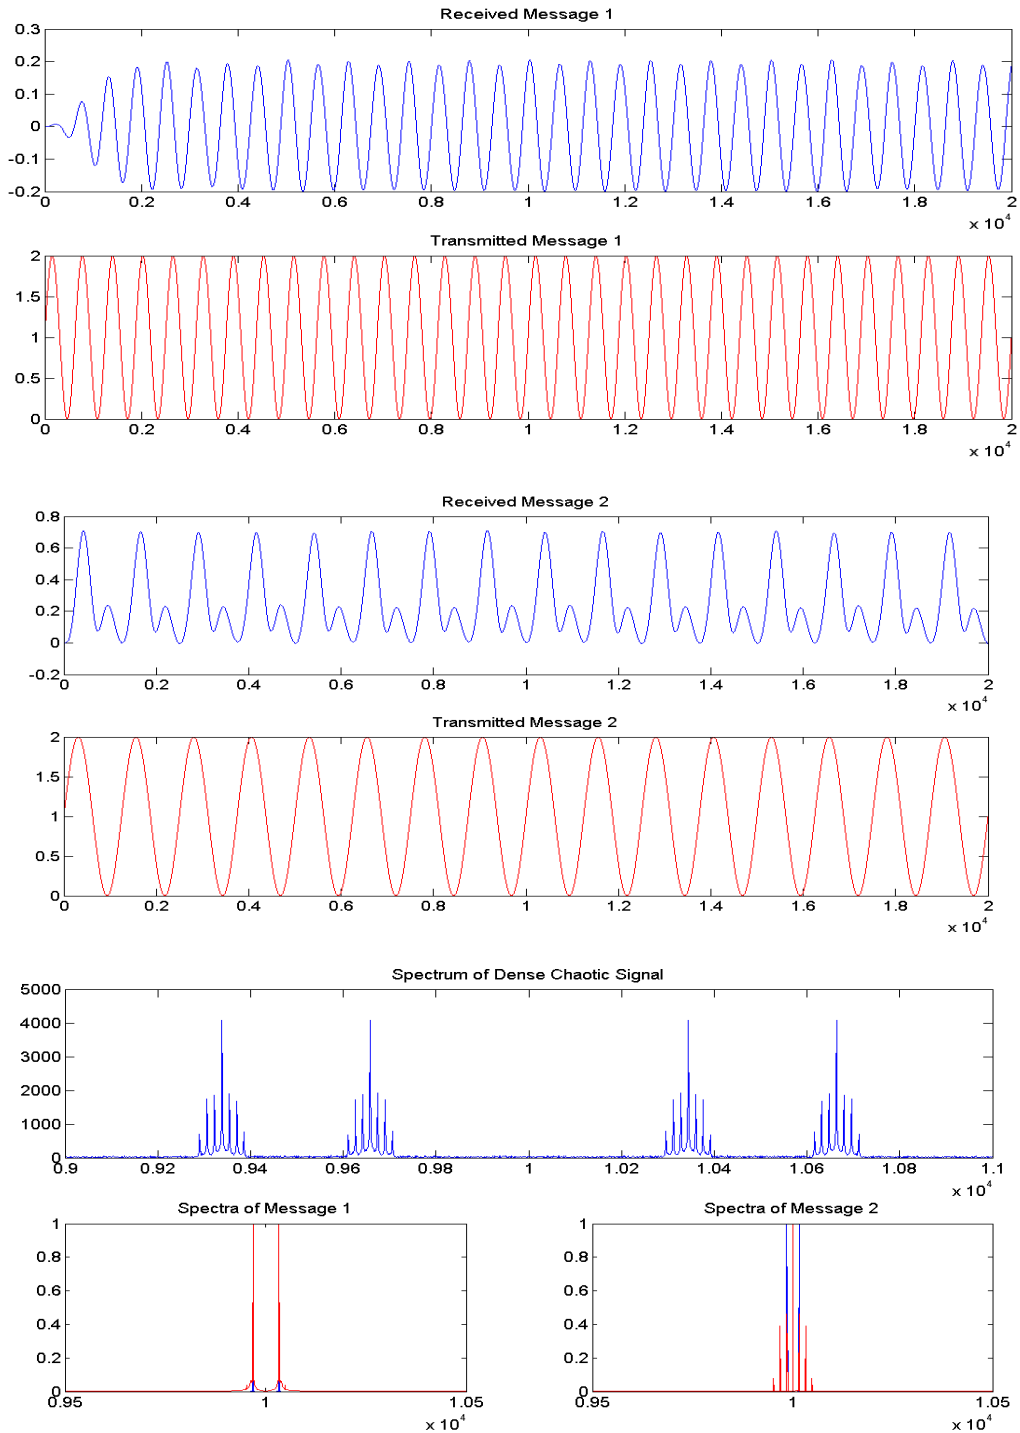 Received Message 1
0.3
0.2
0.1
0
-0.1
-0.2
0 0.2 0.4 0.6 0.8 1 1.2 1.4 1.6 1.8 2
x 10^4
Transmitted Message 1
2
1.5
1
0.5
0
0 0.2 0.4 0.6 0.8 1 1.2 1.4 1.6 1.8 2
x 10^4
Received Message 2
0.8
0.6
0.4
0.2
0
-0.2
0 0.2 0.4 0.6 0.8 1 1.2 1.4 1.6 1.8 2
x 10^4
Transmitted Message 2
2
1.5
1
0.5
0
0 0.2 0.4 0.6 0.8 1 1.2 1.4 1.6 1.8 2
x 10^4
Spectrum of Dense Chaotic Signal
5000
4000
3000
2000
1000
0
0.9 0.92 0.94 0.96 0.98 1 1.02 1.04 1.06 1.08 1.1
x 10^4
Spectra of Message 1
1
0.8
0.6
0.4
0.2
0
0.95 1 1.05
x 10^4
Spectra of Message 2
1
0.8
0.6
0.4
0.2
0
0.95 1 1.05
x 10^4